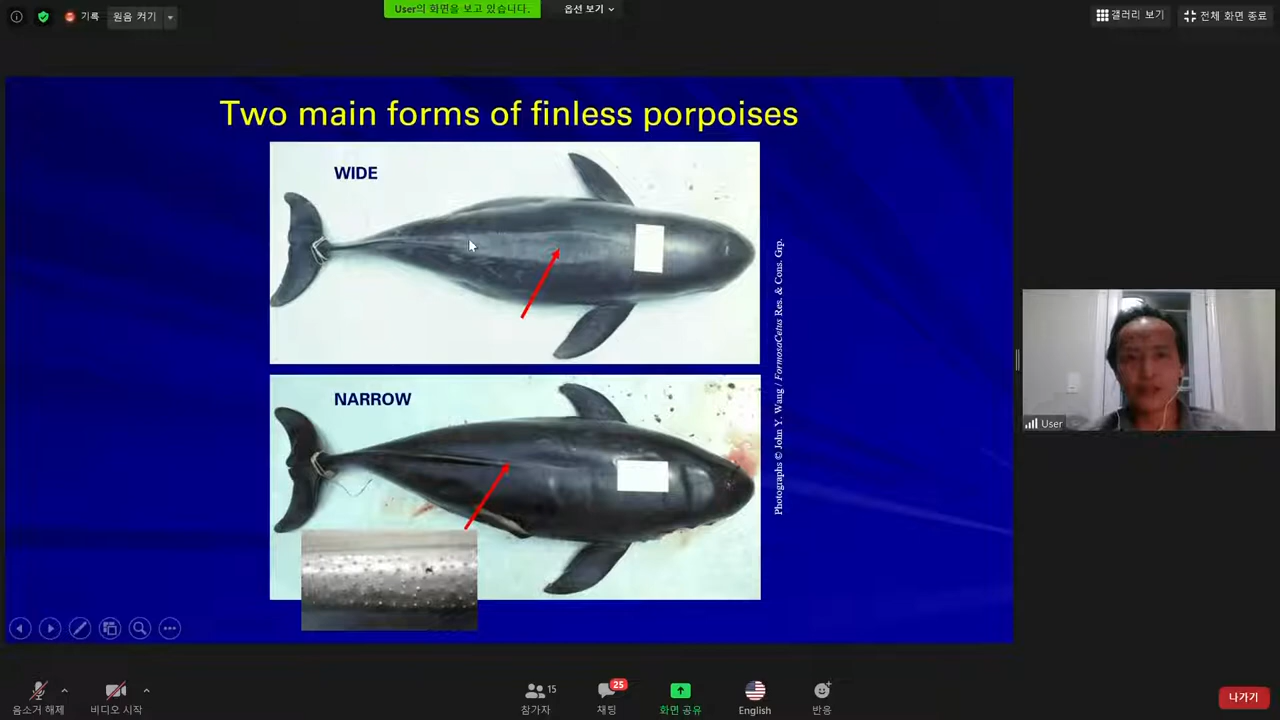 기록
원음 켜기
User의 화면을 보고 있습니다.
옵션 보기
갤러리 보기
전체 화면 종료
Two main forms of finless porpoises
WIDE
NARROW
Photographs © John Y. Wang / FormosaCetus Res. & Cons. Grp.
User
음소거 해제
비디오 시작
15
참가자
25
채팅
화면 공유
English
반응
나가기